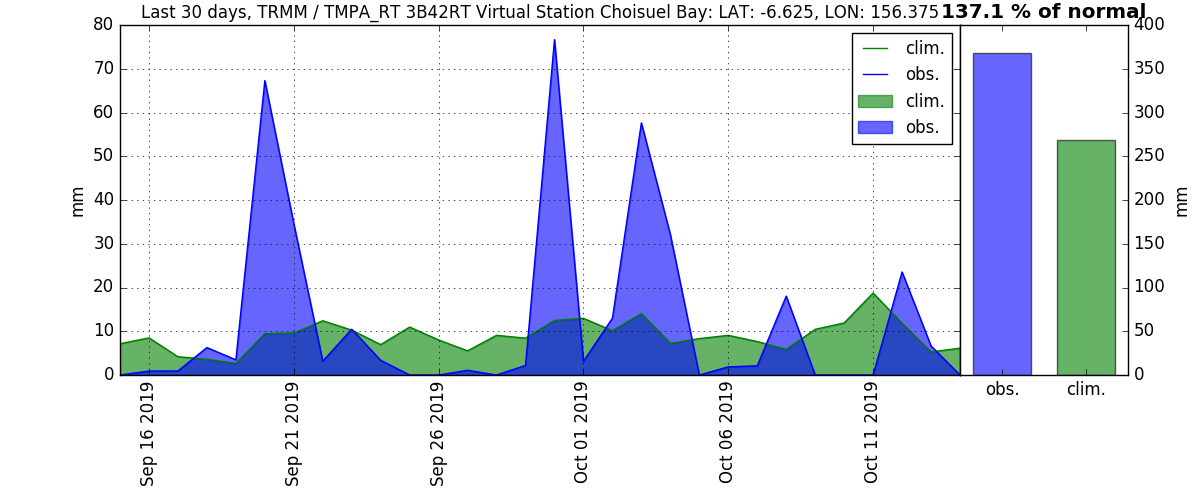 Last 30 days, TRMM / TMPA_RT 3B42RT Virtual Station Choisuel Bay: LAT: -6.625, LON: 156.375 137.1 % of normal
80
70
60
50
40
30
20
10
0
mm
clim.
obs.
clim.
obs.
Sep 16 2019
Sep 21 2019
Sep 26 2019
Oct 01 2019
Oct 06 2019
Oct 11 2019
400
350
300
250
200
150
100
50
0
mm
obs. clim.